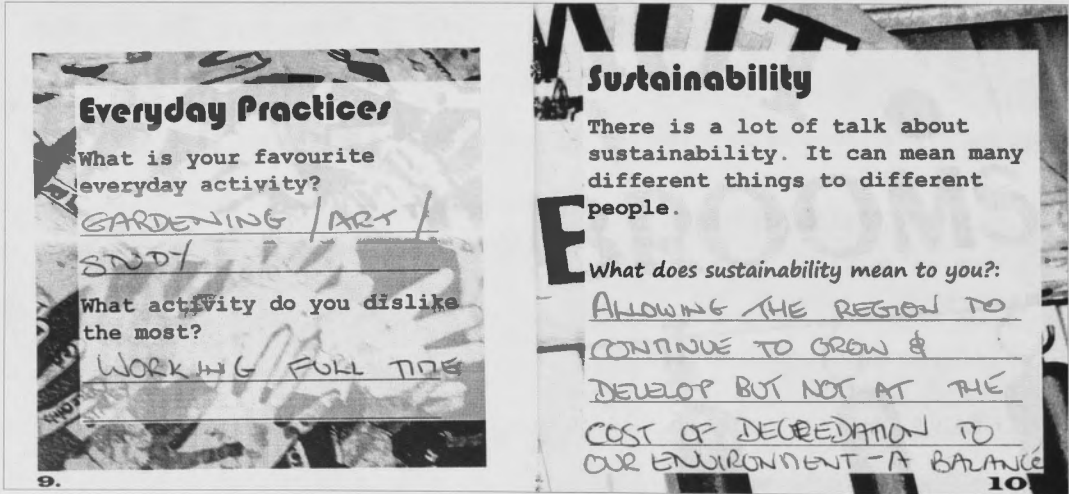 Everyday Practices
What is your favourite
everyday activity?
GARDENING / ART /
STUDY
What activity do you dislike
the most?
WORKING FULL TIME
9.
Sustainability
There is a lot of talk about
sustainability. It can mean many
different things to different
people.
What does sustainability mean to you?:
ALLOWING THE REGION TO
CONTINUE TO GROW &
DEVELOP BUT NOT AT THE
COST OF DEGREDATION TO
OUR ENVIRONMENT - A BALANCE
10